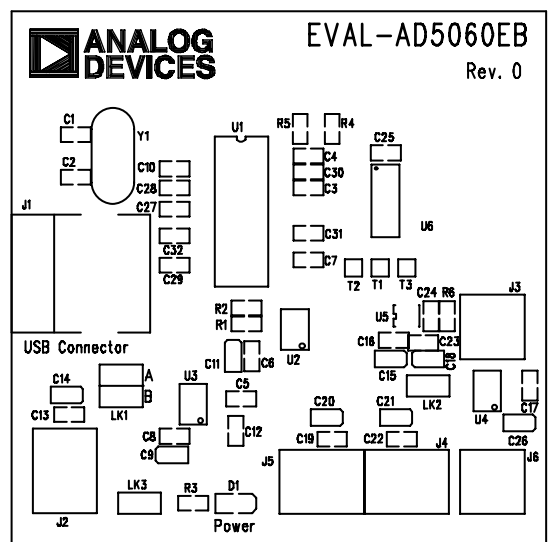 ANALOG
DEVICES
EVAL-AD5060EB
Rev. 0
C1
Y1
U1
R5
R4
C25
C2
C4
C10
C30
C28
C3
J1
C27
U6
C31
C32
C7
C29
T2
T1
T3
J3
R2
R1
C24
R6
U5
USB Connector
U2
C16
C23
C11
C6
C15
C18
C14
A
U3
B
C13
LK1
C5
LK2
U4
C17
C20
C21
C8
C12
C19
C22
C26
C9
J5
J4
J6
LK3
R3
D1
J2
Power